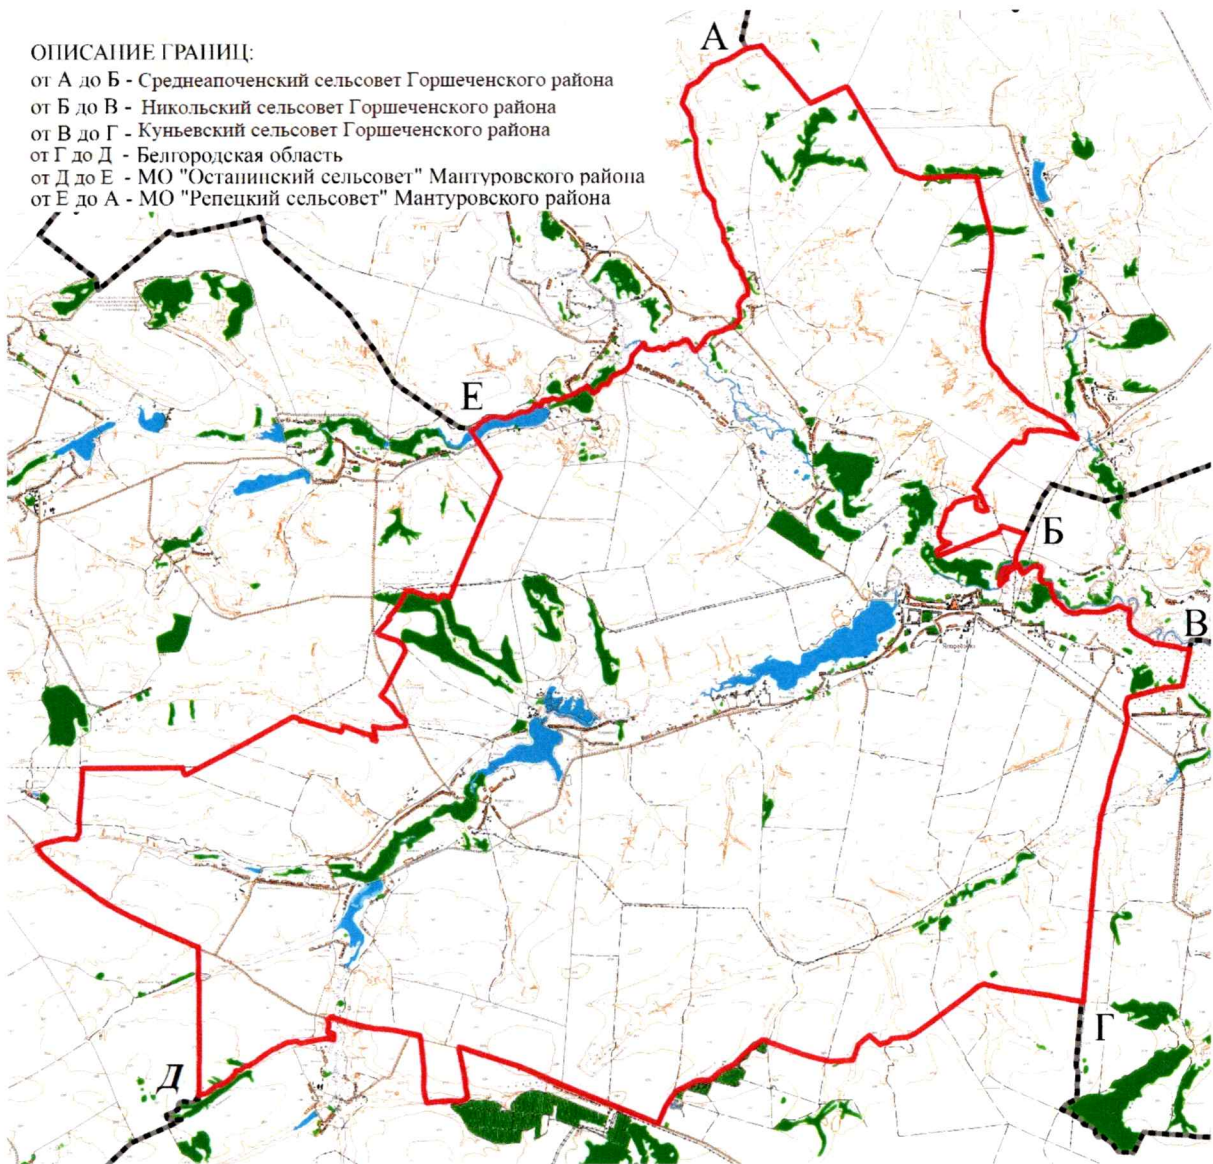 ОПИСАНИЕ ГРАНИЦ:
от А до Б - Среднеапоченский сельсовет Горшеченского района
от Б до В - Никольский сельсовет Горшеченского района
от В до Г - Куньевский сельсовет Горшеченского района
от Г до Д - Белгородская область
от Д до Е - МО "Останинский сельсовет" Мантуровского района
от Е до А - МО "Репецкий сельсовет" Мантуровского района
А
Е
Б
В
Г
Д